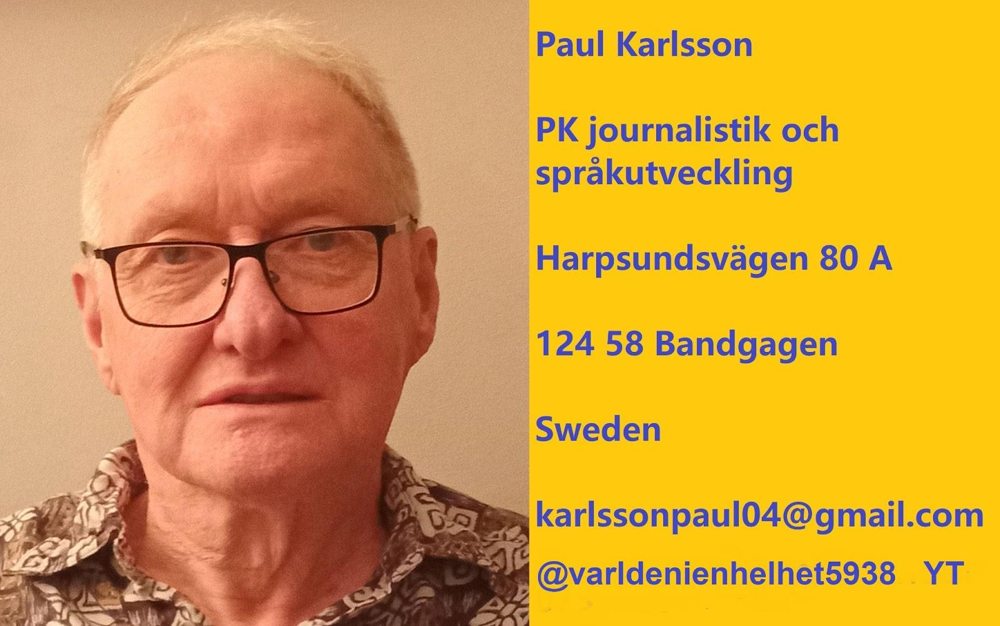 Paul Karlsson
PK journalistik och
språkutveckling
Harpsundsvägen 80 A
124 58 Bandgagen
Sweden
karlssonpaul04@gmail.com
@varldenienhelhet5938 YT